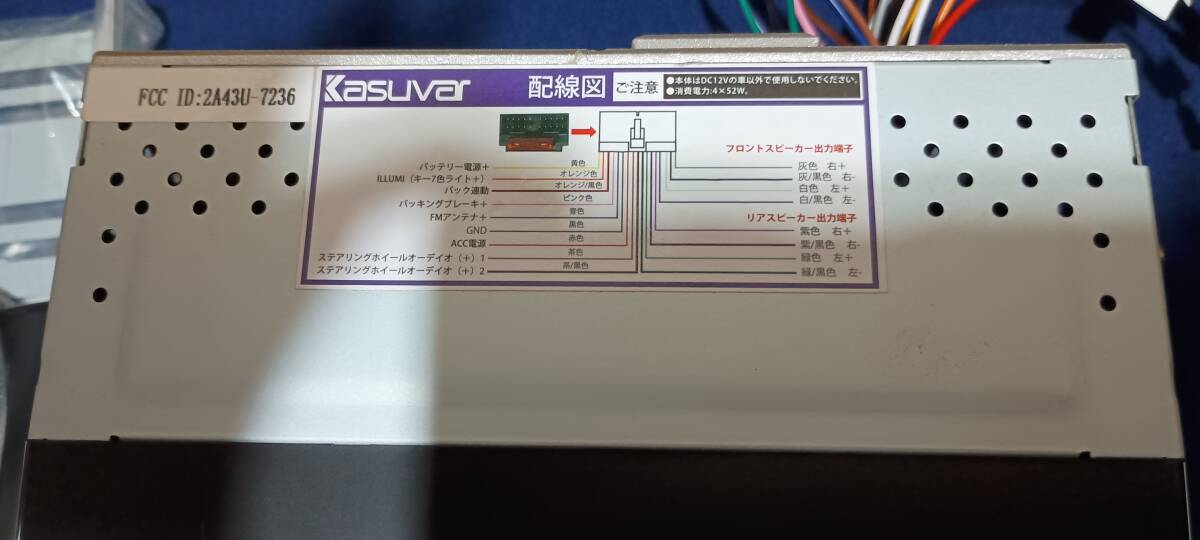 FCC ID:2A43U-7236
Kasuvar
配線図
ご注意
●本体はDC12Vの車以外で使用しないでください。
●消費電力:4×52W。
フロントスピーカー出力端子
バッテリー電源+ 黄色
ILLUMI（キー7色ライト+） オレンジ色
バック連動 オレンジ/黒色
パッキングブレーキ+ ピンク色
FMアンテナ+ 青色
GND 黒色
ACC電源 赤色
ステアリングホイールオーデイオ（+）1 茶色
ステアリングホイールオーデイオ（+）2 茶/黒色
灰色 右+
灰/黒色 右-
白色 左+
白/黒色 左-
リアスピーカー出力端子
紫色 右+
紫/黒色 右-
緑色 左+
緑/黒色 左-